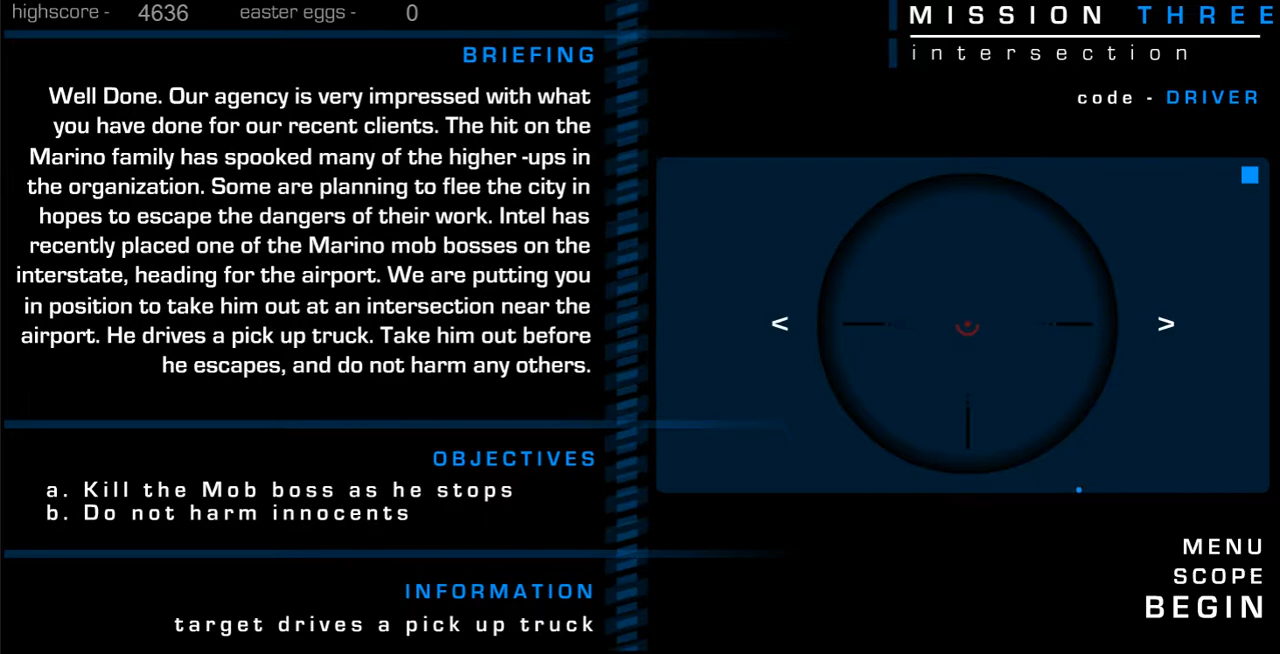 highscore - 4636 easter eggs - 0
BRIEFING
Well Done. Our agency is very impressed with what
you have done for our recent clients. The hit on the
Marino family has spooked many of the higher -ups in
the organization. Some are planning to flee the city in
hopes to escape the dangers of their work. Intel has
recently placed one of the Marino mob bosses on the
interstate, heading for the airport. We are putting you
in position to take him out at an intersection near the
airport. He drives a pick up truck. Take him out before
he escapes, and do not harm any others.
OBJECTIVES
a. Kill the Mob boss as he stops
b. Do not harm innocents
INFORMATION
target drives a pick up truck
MISSION THREE
intersection
code - DRIVER
< >
MENU
SCOPE
BEGIN